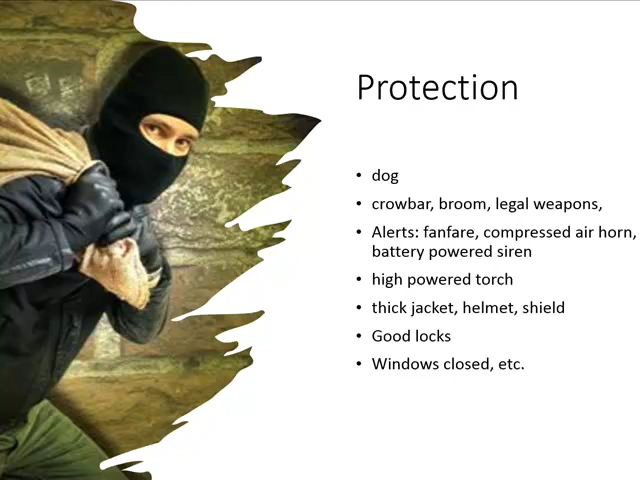 Protection
• dog
• crowbar, broom, legal weapons,
• Alerts: fanfare, compressed air horn,
battery powered siren
• high powered torch
• thick jacket, helmet, shield
• Good locks
• Windows closed, etc.